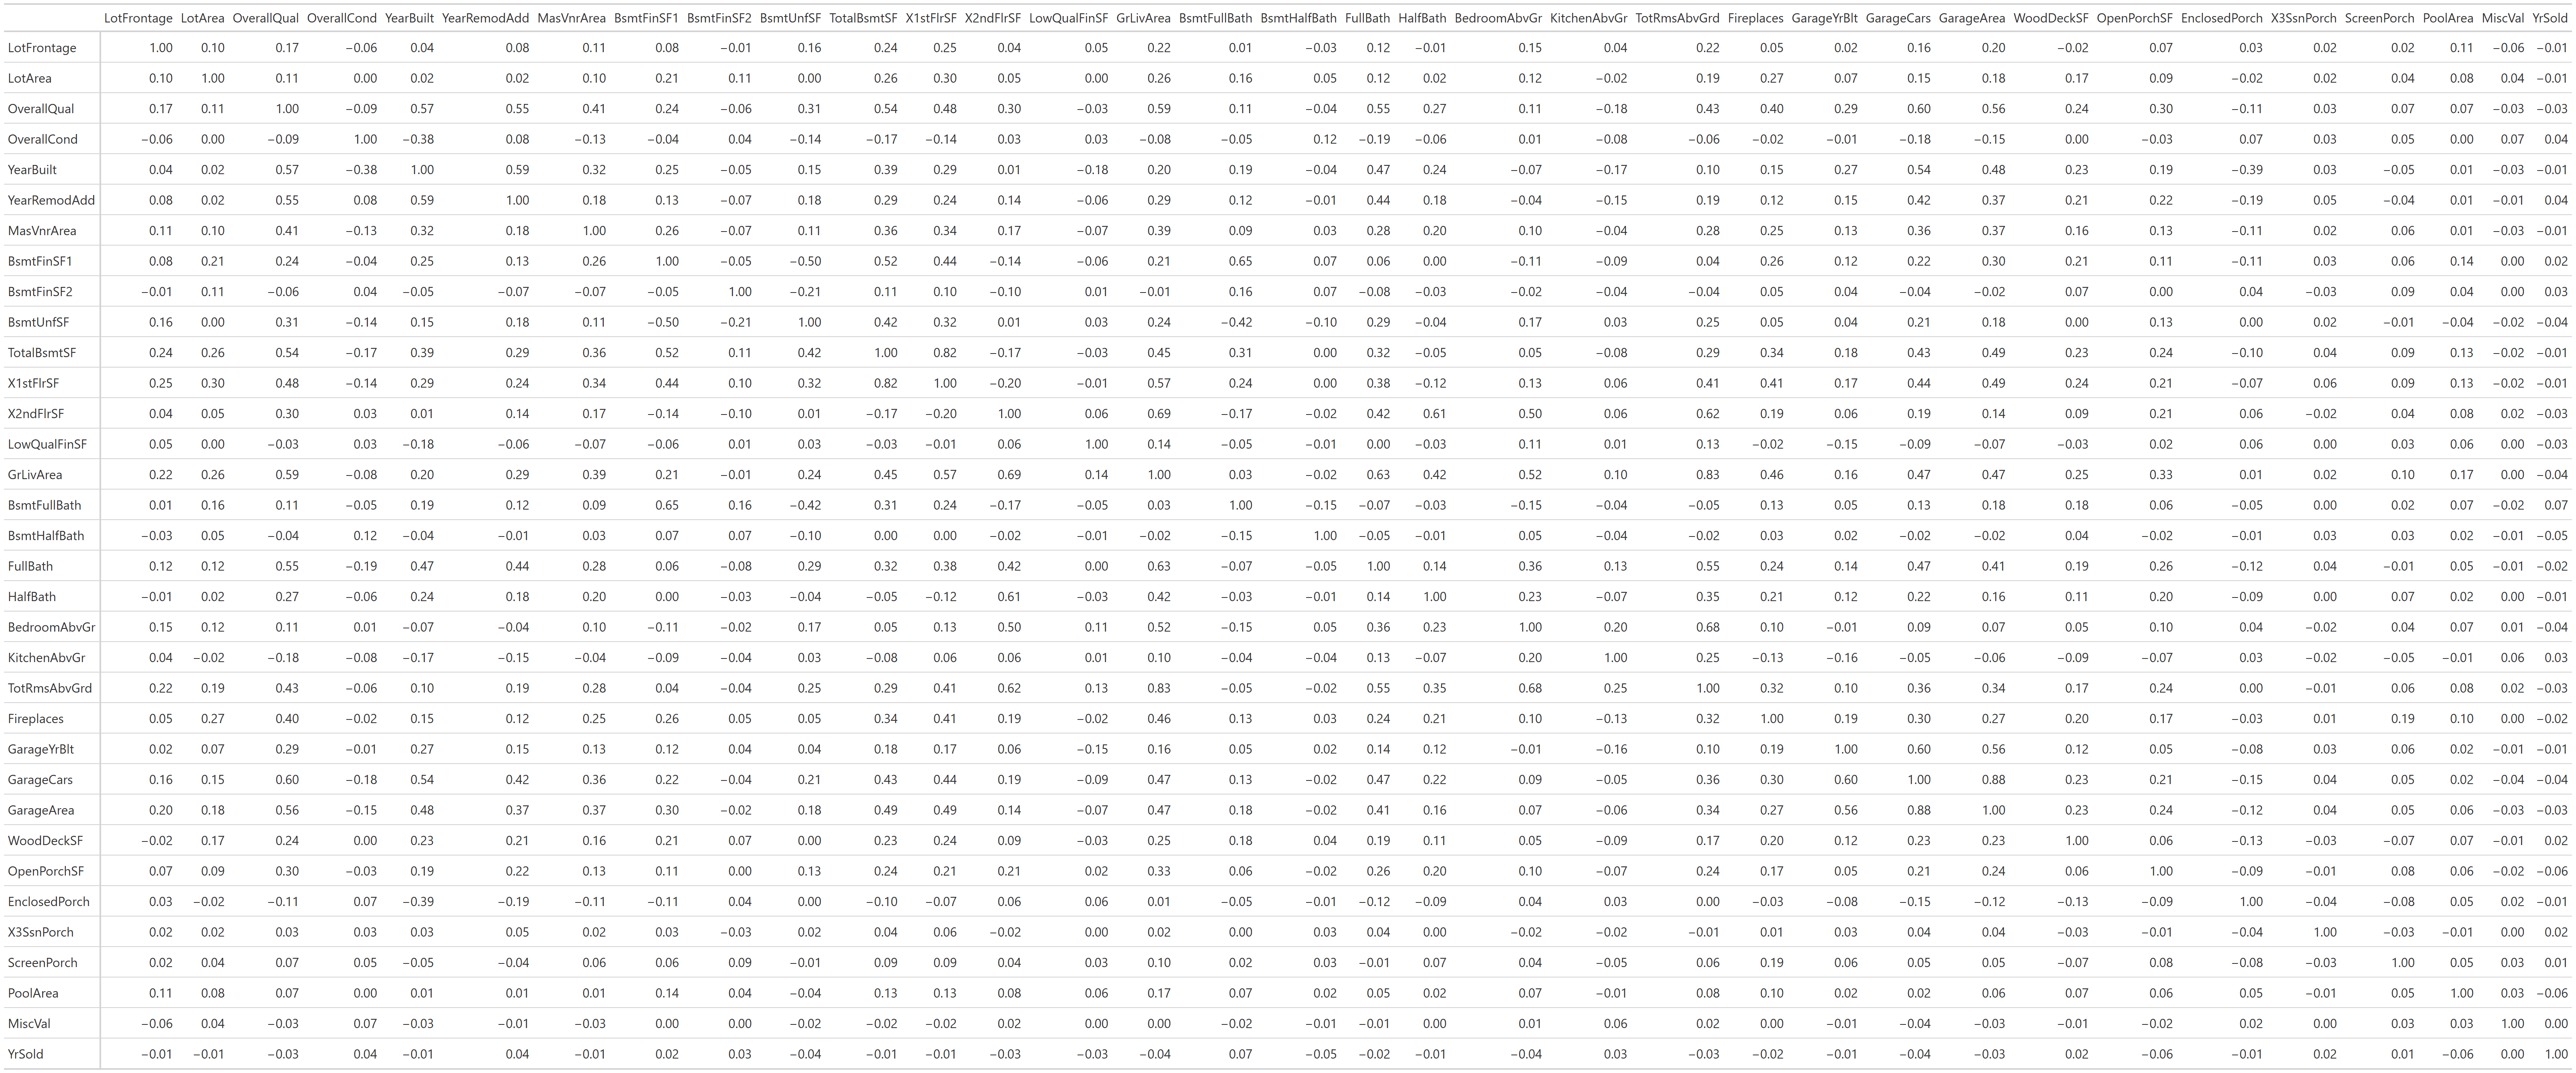 LotFrontage LotArea OverallQual OverallCond YearBuilt YearRemodAdd MasVnrArea BsmtFinSF1 BsmtFinSF2 BsmtUnfSF TotalBsmtSF X1stFlrSF X2ndFlrSF LowQualFinSF GrLivArea BsmtFullBath BsmtHalfBath FullBath HalfBath BedroomAbvGr KitchenAbvGr TotRmsAbvGrd Fireplaces GarageYrBlt GarageCars GarageArea WoodDeckSF OpenPorchSF EnclosedPorch X3SsnPorch ScreenPorch PoolArea MiscVal YrSold
LotFrontage 1.00 0.10 0.17 −0.06 0.04 0.08 0.11 0.08 −0.01 0.16 0.24 0.25 0.04 0.05 0.22 0.01 −0.03 0.12 −0.01 0.15 0.04 0.22 0.05 0.02 0.16 0.20 −0.02 0.07 0.03 0.02 0.02 0.11 −0.06 −0.01
LotArea 0.10 1.00 0.11 0.00 0.02 0.02 0.10 0.21 0.11 0.00 0.26 0.30 0.05 0.00 0.26 0.16 0.05 0.12 0.02 0.12 −0.02 0.19 0.27 0.07 0.15 0.18 0.17 0.09 −0.02 0.02 0.04 0.08 0.04 −0.01
OverallQual 0.17 0.11 1.00 −0.09 0.57 0.55 0.41 0.24 −0.06 0.31 0.54 0.48 0.30 −0.03 0.59 0.11 −0.04 0.55 0.27 0.11 −0.18 0.43 0.40 0.29 0.60 0.56 0.24 0.30 −0.11 0.03 0.07 0.07 −0.03 −0.03
OverallCond −0.06 0.00 −0.09 1.00 −0.38 0.08 −0.13 −0.04 0.04 −0.14 −0.17 −0.14 0.03 0.03 −0.08 −0.05 0.12 −0.19 −0.06 0.01 −0.08 −0.06 −0.02 −0.01 −0.18 −0.15 0.00 −0.03 0.07 0.03 0.05 0.00 0.07 0.04
YearBuilt 0.04 0.02 0.57 −0.38 1.00 0.59 0.32 0.25 −0.05 0.15 0.39 0.29 0.01 −0.18 0.20 0.19 −0.04 0.47 0.24 −0.07 −0.17 0.10 0.15 0.27 0.54 0.48 0.23 0.19 −0.39 0.03 −0.05 0.01 −0.03 −0.01
YearRemodAdd 0.08 0.02 0.55 0.08 0.59 1.00 0.18 0.13 −0.07 0.18 0.29 0.24 0.14 −0.06 0.29 0.12 −0.01 0.44 0.18 −0.04 −0.15 0.19 0.12 0.15 0.42 0.37 0.21 0.22 −0.19 0.05 −0.04 0.01 −0.01 0.04
MasVnrArea 0.11 0.10 0.41 −0.13 0.32 0.18 1.00 0.26 −0.07 0.11 0.36 0.34 0.17 −0.07 0.39 0.09 0.03 0.28 0.20 0.10 −0.04 0.28 0.25 0.13 0.36 0.37 0.16 0.13 −0.11 0.02 0.06 0.01 −0.03 −0.01
BsmtFinSF1 0.08 0.21 0.24 −0.04 0.25 0.13 0.26 1.00 −0.05 −0.50 0.52 0.44 −0.14 −0.06 0.21 0.65 0.07 0.06 0.00 −0.11 −0.09 0.04 0.26 0.12 0.22 0.30 0.21 0.11 −0.11 0.03 0.06 0.14 0.00 0.02
BsmtFinSF2 −0.01 0.11 −0.06 0.04 −0.05 −0.07 −0.07 −0.05 1.00 −0.21 0.11 0.10 −0.10 0.01 −0.01 0.16 0.07 −0.08 −0.03 −0.02 −0.04 −0.04 0.05 0.04 −0.04 −0.02 0.07 0.00 0.04 −0.03 0.09 0.04 0.00 0.03
BsmtUnfSF 0.16 0.00 0.31 −0.14 0.15 0.18 0.11 −0.50 −0.21 1.00 0.42 0.32 0.01 0.03 0.24 −0.42 −0.10 0.29 −0.04 0.17 0.03 0.25 0.05 0.04 0.21 0.18 0.00 0.13 0.00 0.02 −0.01 −0.04 −0.02 −0.04
TotalBsmtSF 0.24 0.26 0.54 −0.17 0.39 0.29 0.36 0.52 0.11 0.42 1.00 0.82 −0.17 −0.03 0.45 0.31 0.00 0.32 −0.05 0.05 −0.08 0.29 0.34 0.18 0.43 0.49 0.23 0.24 −0.10 0.04 0.09 0.13 −0.02 −0.01
X1stFlrSF 0.25 0.30 0.48 −0.14 0.29 0.24 0.34 0.44 0.10 0.32 0.82 1.00 −0.20 −0.01 0.57 0.24 0.00 0.38 −0.12 0.13 0.06 0.41 0.41 0.17 0.44 0.49 0.24 0.21 −0.07 0.06 0.09 0.13 −0.02 −0.01
X2ndFlrSF 0.04 0.05 0.30 0.03 0.01 0.14 0.17 −0.14 −0.10 0.01 −0.17 −0.20 1.00 0.06 0.69 −0.17 −0.02 0.42 0.61 0.50 0.06 0.62 0.19 0.06 0.19 0.14 0.09 0.21 0.06 −0.02 0.04 0.08 0.02 −0.03
LowQualFinSF 0.05 0.00 −0.03 0.03 −0.18 −0.06 −0.07 −0.06 0.01 0.03 −0.03 −0.01 0.06 1.00 0.14 −0.05 −0.01 0.00 −0.03 0.11 0.01 0.13 −0.02 −0.15 −0.09 −0.07 −0.03 0.02 0.06 0.00 0.03 0.06 0.00 −0.03
GrLivArea 0.22 0.26 0.59 −0.08 0.20 0.29 0.39 0.21 −0.01 0.24 0.45 0.57 0.69 0.14 1.00 0.03 −0.02 0.63 0.42 0.52 0.10 0.83 0.46 0.16 0.47 0.47 0.25 0.33 0.01 0.02 0.10 0.17 0.00 −0.04
BsmtFullBath 0.01 0.16 0.11 −0.05 0.19 0.12 0.09 0.65 0.16 −0.42 0.31 0.24 −0.17 −0.05 0.03 1.00 −0.15 −0.07 −0.03 −0.15 −0.04 −0.05 0.13 0.05 0.13 0.18 0.18 0.06 −0.05 0.00 0.02 0.07 −0.02 0.07
BsmtHalfBath −0.03 0.05 −0.04 0.12 −0.04 −0.01 0.03 0.07 0.07 −0.10 0.00 0.00 −0.02 −0.01 −0.02 −0.15 1.00 −0.05 −0.01 0.05 −0.04 −0.02 0.03 0.02 −0.02 −0.02 0.04 −0.02 −0.01 0.03 0.03 0.02 −0.01 −0.05
FullBath 0.12 0.12 0.55 −0.19 0.47 0.44 0.28 0.06 −0.08 0.29 0.32 0.38 0.42 0.00 0.63 −0.07 −0.05 1.00 0.14 0.36 0.13 0.55 0.24 0.14 0.47 0.41 0.19 0.26 −0.12 0.04 −0.01 0.05 −0.01 −0.02
HalfBath −0.01 0.02 0.27 −0.06 0.24 0.18 0.20 0.00 −0.03 −0.04 −0.05 −0.12 0.61 −0.03 0.42 −0.03 −0.01 0.14 1.00 0.23 −0.07 0.35 0.21 0.12 0.22 0.16 0.11 0.20 −0.09 0.00 0.07 0.02 0.00 −0.01
BedroomAbvGr 0.15 0.12 0.11 0.01 −0.07 −0.04 0.10 −0.11 −0.02 0.17 0.05 0.13 0.50 0.11 0.52 −0.15 0.05 0.36 0.23 1.00 0.20 0.68 0.10 −0.01 0.09 0.07 0.05 0.10 0.04 −0.02 0.04 0.07 0.01 −0.04
KitchenAbvGr 0.04 −0.02 −0.18 −0.08 −0.17 −0.15 −0.04 −0.09 −0.04 0.03 −0.08 0.06 0.06 0.01 0.10 −0.04 −0.04 0.13 −0.07 0.20 1.00 0.25 −0.13 −0.16 −0.05 −0.06 −0.09 −0.07 0.03 −0.02 −0.05 −0.01 0.06 0.03
TotRmsAbvGrd 0.22 0.19 0.43 −0.06 0.10 0.19 0.28 0.04 −0.04 0.25 0.29 0.41 0.62 0.13 0.83 −0.05 −0.02 0.55 0.35 0.68 0.25 1.00 0.32 0.10 0.36 0.34 0.17 0.24 0.00 −0.01 0.06 0.08 0.02 −0.03
Fireplaces 0.05 0.27 0.40 −0.02 0.15 0.12 0.25 0.26 0.05 0.05 0.34 0.41 0.19 −0.02 0.46 0.13 0.03 0.24 0.21 0.10 −0.13 0.32 1.00 0.19 0.30 0.27 0.20 0.17 −0.03 0.01 0.19 0.10 0.00 −0.02
GarageYrBlt 0.02 0.07 0.29 −0.01 0.27 0.15 0.13 0.12 0.04 0.04 0.18 0.17 0.06 −0.15 0.16 0.05 0.02 0.14 0.12 −0.01 −0.16 0.10 0.19 1.00 0.60 0.56 0.12 0.05 −0.08 0.03 0.06 0.02 −0.01 −0.01
GarageCars 0.16 0.15 0.60 −0.18 0.54 0.42 0.36 0.22 −0.04 0.21 0.43 0.44 0.19 −0.09 0.47 0.13 −0.02 0.47 0.22 0.09 −0.05 0.36 0.30 0.60 1.00 0.88 0.23 0.21 −0.15 0.04 0.05 0.02 −0.04 −0.04
GarageArea 0.20 0.18 0.56 −0.15 0.48 0.37 0.37 0.30 −0.02 0.18 0.49 0.49 0.14 −0.07 0.47 0.18 −0.02 0.41 0.16 0.07 −0.06 0.34 0.27 0.56 0.88 1.00 0.23 0.24 −0.12 0.04 0.05 0.06 −0.03 −0.03
WoodDeckSF −0.02 0.17 0.24 0.00 0.23 0.21 0.16 0.21 0.07 0.00 0.23 0.24 0.09 −0.03 0.25 0.18 0.04 0.19 0.11 0.05 −0.09 0.17 0.20 0.12 0.23 0.23 1.00 0.06 −0.13 −0.03 −0.07 0.07 −0.01 0.02
OpenPorchSF 0.07 0.09 0.30 −0.03 0.19 0.22 0.13 0.11 0.00 0.13 0.24 0.21 0.21 0.02 0.33 0.06 −0.02 0.26 0.20 0.10 −0.07 0.24 0.17 0.05 0.21 0.24 0.06 1.00 −0.09 −0.01 0.08 0.06 −0.02 −0.06
EnclosedPorch 0.03 −0.02 −0.11 0.07 −0.39 −0.19 −0.11 −0.11 0.04 0.00 −0.10 −0.07 0.06 0.06 0.01 −0.05 −0.01 −0.12 −0.09 0.04 0.03 0.00 −0.03 −0.08 −0.15 −0.12 −0.13 −0.09 1.00 −0.04 −0.08 0.05 0.02 −0.01
X3SsnPorch 0.02 0.02 0.03 0.03 0.03 0.05 0.02 0.03 −0.03 0.02 0.04 0.06 −0.02 0.00 0.02 0.00 0.03 0.04 0.00 −0.02 −0.02 −0.01 0.01 0.03 0.04 0.04 −0.03 −0.01 −0.04 1.00 −0.03 −0.01 0.00 0.02
ScreenPorch 0.02 0.04 0.07 0.05 −0.05 −0.04 0.06 0.06 0.09 −0.01 0.09 0.09 0.04 0.03 0.10 0.02 0.03 −0.01 0.07 0.04 −0.05 0.06 0.19 0.06 0.05 0.05 −0.07 0.08 −0.08 −0.03 1.00 0.05 0.03 0.01
PoolArea 0.11 0.08 0.07 0.00 0.01 0.01 0.01 0.14 0.04 −0.04 0.13 0.13 0.08 0.06 0.17 0.07 0.02 0.05 0.02 0.07 −0.01 0.08 0.10 0.02 0.02 0.06 0.07 0.06 0.05 −0.01 0.05 1.00 0.03 −0.06
MiscVal −0.06 0.04 −0.03 0.07 −0.03 −0.01 −0.03 0.00 0.00 −0.02 −0.02 −0.02 0.02 0.00 0.00 −0.02 −0.01 −0.01 0.00 0.01 0.06 0.02 0.00 −0.01 −0.04 −0.03 −0.01 −0.02 0.02 0.00 0.03 0.03 1.00 0.00
YrSold −0.01 −0.01 −0.03 0.04 −0.01 0.04 −0.01 0.02 0.03 −0.04 −0.01 −0.01 −0.03 −0.03 −0.04 0.07 −0.05 −0.02 −0.01 −0.04 0.03 −0.03 −0.02 −0.01 −0.04 −0.03 0.02 −0.06 −0.01 0.02 0.01 −0.06 0.00 1.00